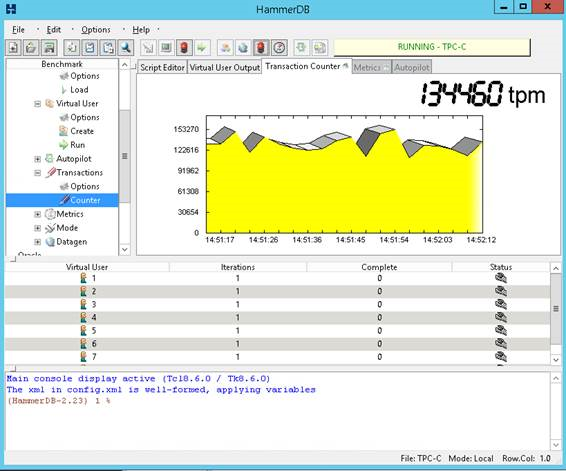 HammerDB
File Edit Options Help
RUNNING - TPC-C
Benchmark
Options
Load
Virtual User
Options
Create
Run
Autopilot
Transactions
Options
Counter
Metrics
Mode
Datagen
Oracle
Script Editor Virtual User Output Transaction Counter Metrics Autopilot
134460 tpm
153270
122616
91962
61308
30654
0
14:51:17 14:51:26 14:51:36 14:51:45 14:51:54 14:52:03 14:52:12
Virtual User Iterations Complete Status
1 1 0
2 1 0
3 1 0
4 1 0
5 1 0
6 1 0
7 1 0
Main console display active (Tcl8.6.0 / Tk8.6.0)
The xml in config.xml is well-formed, applying variables
(HammerDB-2.23) 1 %
File: TPC-C Mode: Local Row.Col: 1.0